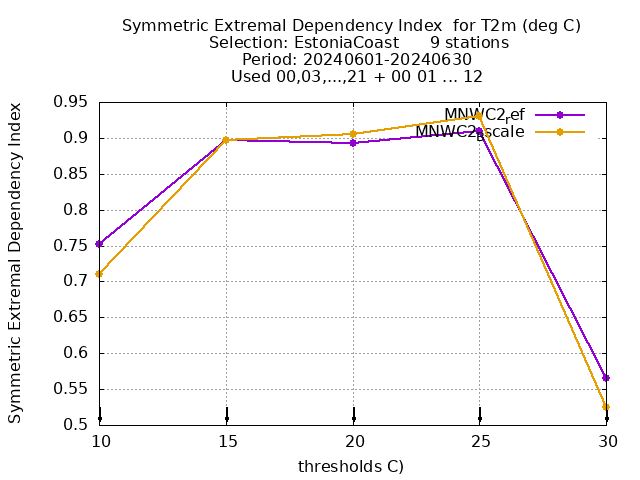 Symmetric Extremal Dependency Index  for T2m (deg C)
Selection: EstoniaCoast      9 stations
Period: 20240601-20240630
Used 00,03,...,21 + 00 01 ... 12
Symmetric Extremal Dependency Index
0.95
0.9
0.85
0.8
0.75
0.7
0.65
0.6
0.55
0.5
MNWC2ref
MNWC2Bscale
10
15
20
25
30
thresholds C)